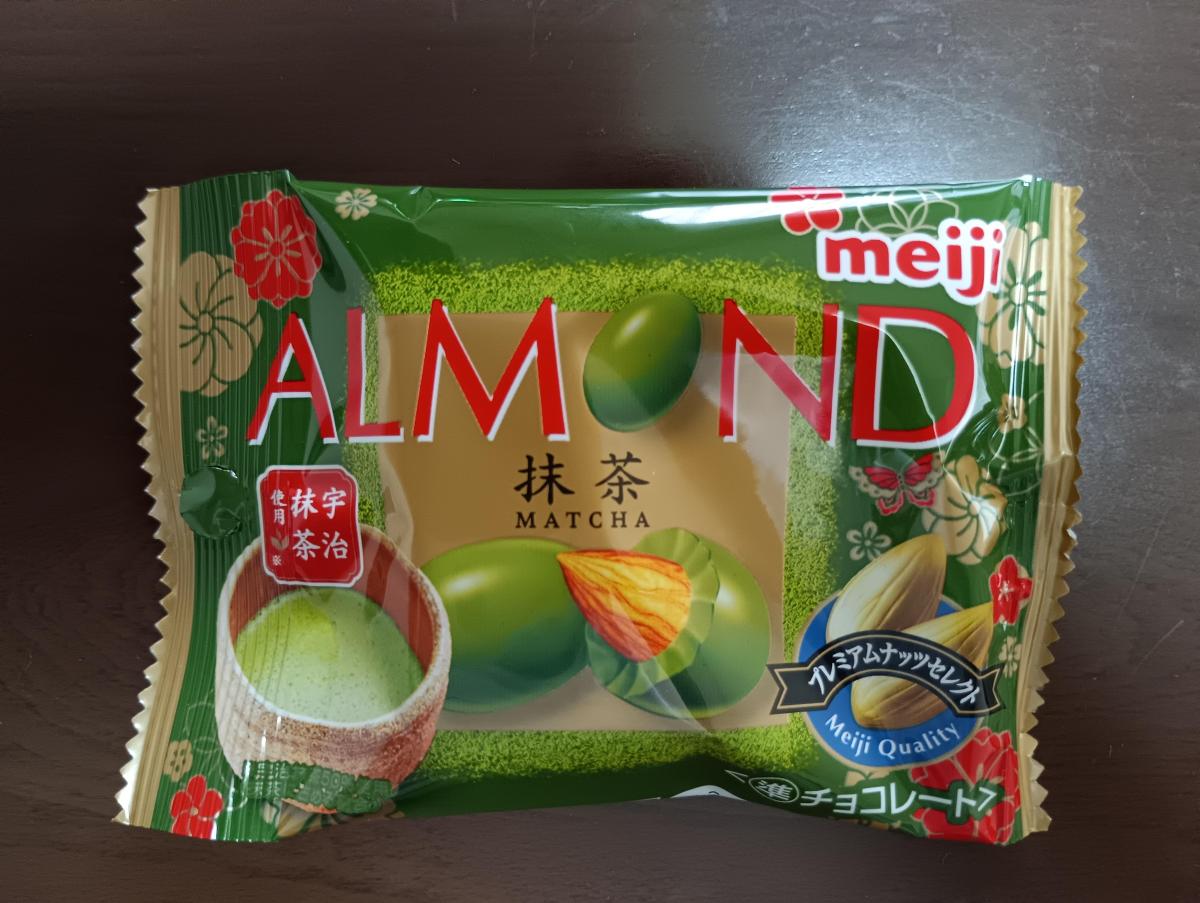 meiji
ALMOND
抹茶
MATCHA
宇治
抹茶
使用
※
プレミアムナッツセレクト
Meiji Quality
<準チョコレート>